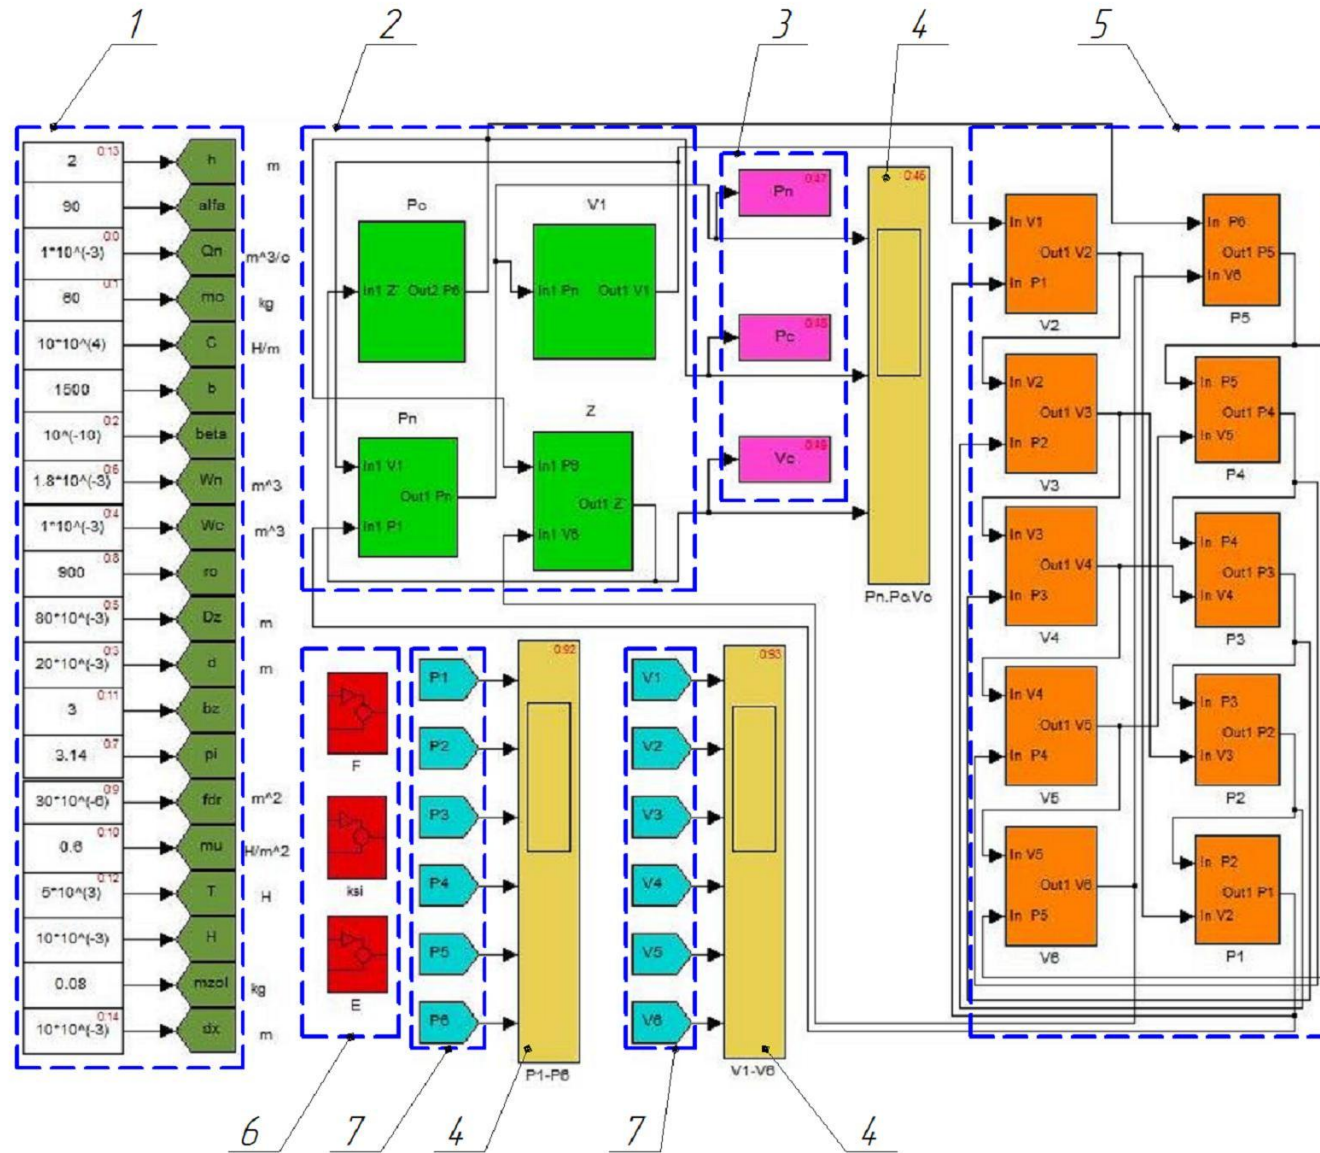 1
2
3
4
5
2
0:13
h
m
90
alfa
1*10^(-3)
0:0
Qn
m^3/c
60
0:1
mo
kg
10*10^(4)
C
H/m
1500
b
10^(-10)
0:2
beta
1.8*10^(-3)
0:6
Wn
m^3
1*10^(-3)
0:4
Wc
m^3
900
0:8
ro
80*10^(-3)
0:5
Dz
m
20*10^(-3)
0:3
d
m
3
0:11
bz
3.14
0:7
pi
30*10^(-6)
0:9
fdr
m^2
0.6
0:10
mu
H/m^2
5*10^(3)
0:12
T
H
10*10^(-3)
H
0.08
mzol
kg
10*10^(-3)
0:14
dx
m
Pc
In1 Z
Out2 P6
V1
In1 Pn
Out1 V1
Pn
In1 V1
Out1 Pn
In1 P1
Z
In1 P6
Out1 Z
In1 V6
0:47
Pn
0:48
Pc
0:49
Vc
0:46
Pn.Pc.Vc
In V1
Out1 V2
In P1
V2
In V2
Out1 V3
In P2
V3
In V3
Out1 V4
In P3
V4
In V4
Out1 V5
In P4
V5
In V5
Out1 V6
In P5
V6
In P6
Out1 P5
In V6
P5
In P5
Out1 P4
In V5
P4
In P4
Out1 P3
In V4
P3
In P3
Out1 P2
In V3
P2
In P2
Out1 P1
In V2
P1
F
ksi
E
P1
P2
P3
P4
P5
P6
0:92
P1-P6
V1
V2
V3
V4
V5
V6
0:93
V1-V6
6
7
4
7
4